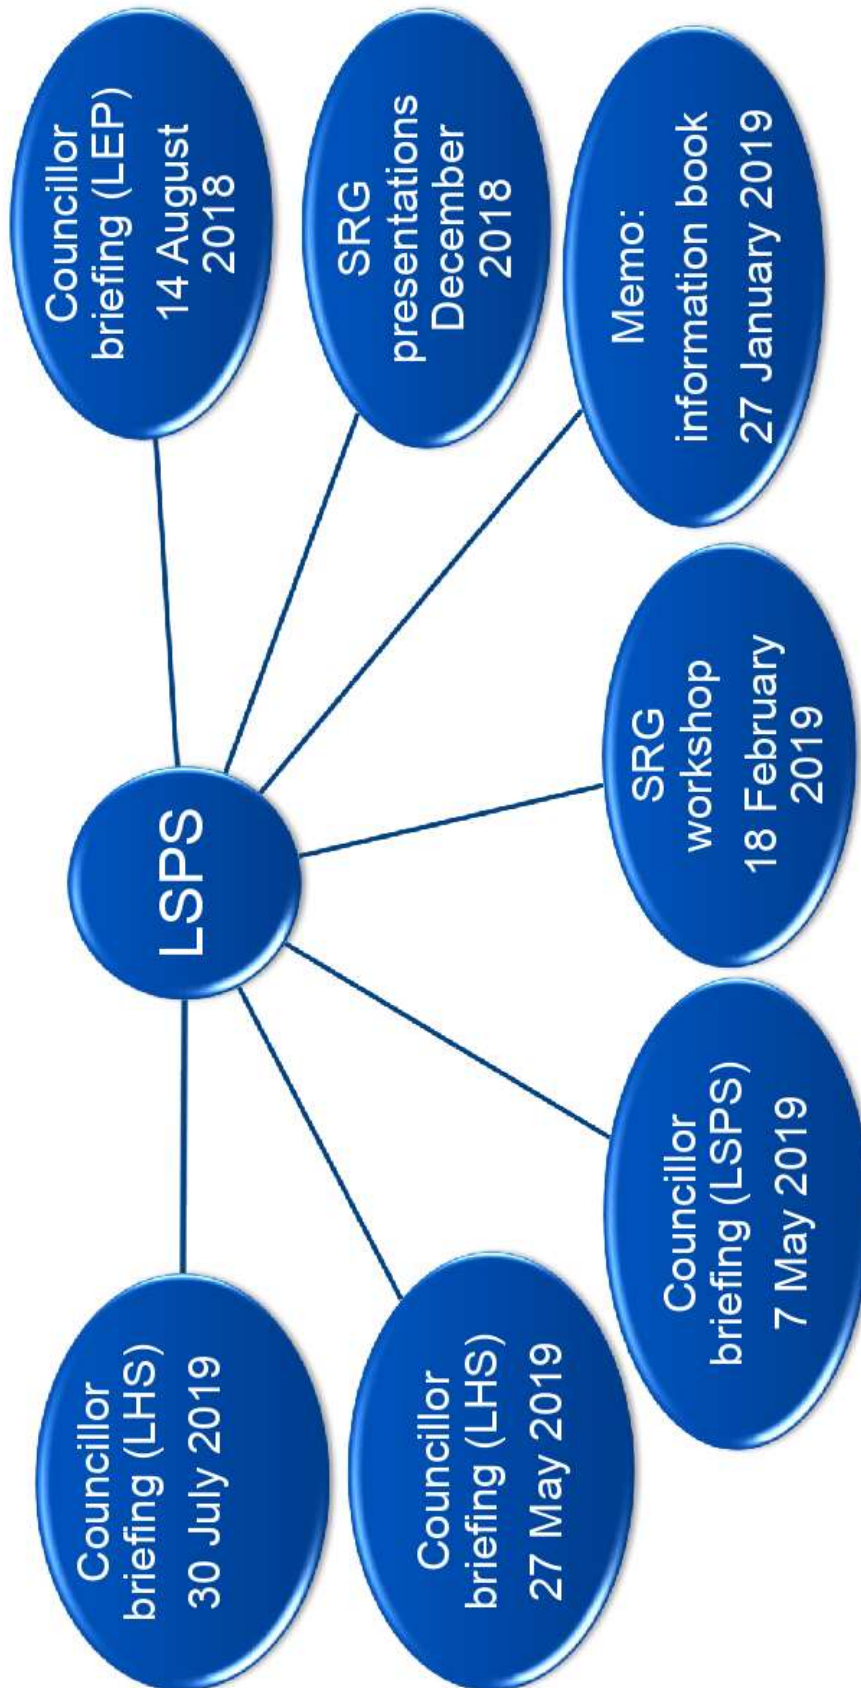 LSPS
Councillor
briefing (LEP)
14 August
2018
SRG
presentations
December
2018
Memo:
information book
27 January 2019
SRG
workshop
18 February
2019
Councillor
briefing (LSPS)
7 May 2019
Councillor
briefing (LHS)
27 May 2019
Councillor
briefing (LHS)
30 July 2019